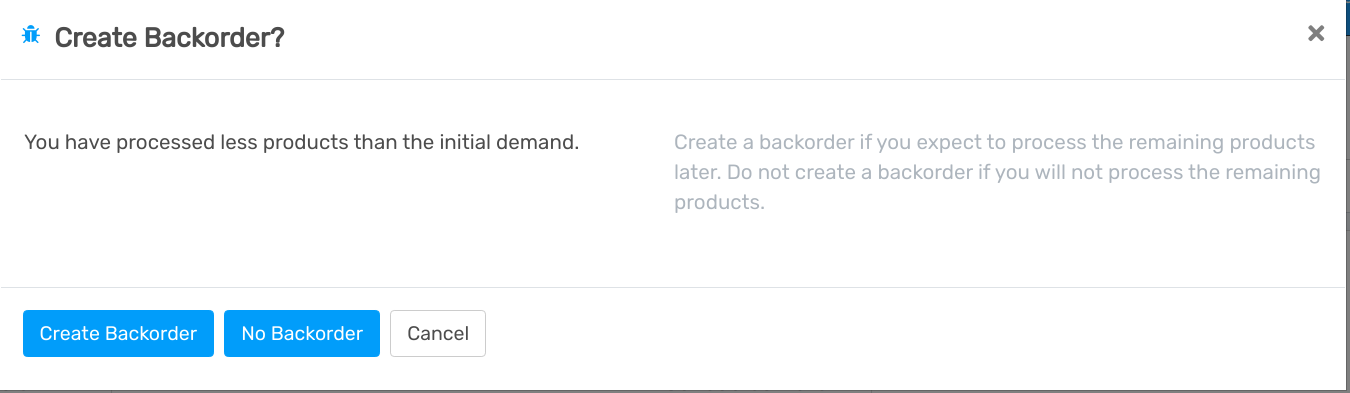 Create Backorder?
You have processed less products than the initial demand.
Create a backorder if you expect to process the remaining products
later. Do not create a backorder if you will not process the remaining
products.
Create Backorder
No Backorder
Cancel